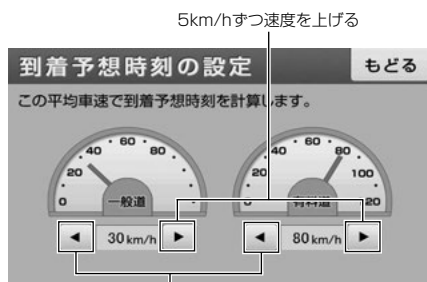 5km/hずつ速度を上げる
到着予想時刻の設定 もどる
この平均車速で到着予想時刻を計算します。
0 20 40 60 80 一般道
0 20 40 60 80 100 120 有料道
◄ 30km/h ► ◄ 80km/h ►